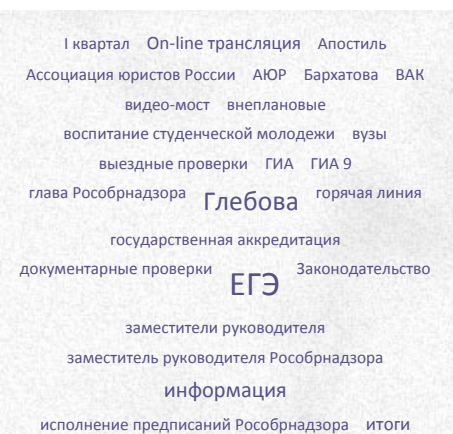 I квартал On-line трансляция Апостиль
Ассоциация юристов России АЮР Бархатова ВАК
видео-мост внеплановые
воспитание студенческой молодежи вузы
выездные проверки ГИА ГИА 9
глава Рособрнадзора Глебова горячая линия
государственная аккредитация
документарные проверки ЕГЭ Законодательство
заместители руководителя
заместитель руководителя Рособрнадзора
информация
исполнение предписаний Рособрнадзора итоги